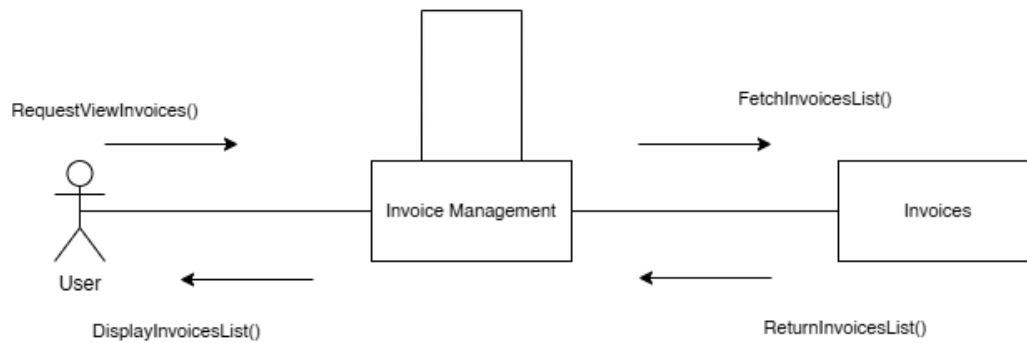 FetchInvoicesList()
RequestViewInvoices()
Invoice Management
Invoices
User
DisplayInvoicesList()
ReturnInvoicesList()